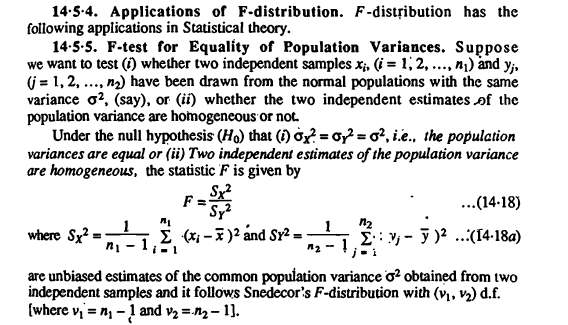 14·5·4. Applications of F-distribution. F-distribution has the
following applications in Statistical theory.
14·5·5. F-test for Equality of Population Variances. Suppose
we want to test (i) whether two independent samples xᵢ, (i = 1, 2, ..., n₁) and yⱼ,
(j = 1, 2, ..., n₂) have been drawn from the normal populations with the same
variance σ², (say), or (ii) whether the two independent estimates of the
population variance are homogeneous or not.
Under the null hypothesis (H₀) that (i) σₓ² = σᵧ² = σ², i.e., the population
variances are equal or (ii) Two independent estimates of the population variance
are homogeneous, the statistic F is given by
F = Sₓ² / Sᵧ² ...(14·18)
where Sₓ² = 1/(n₁ − 1) Σᵢ₌₁ⁿ¹ (xᵢ − x̄)² and Sᵧ² = 1/(n₂ − 1) Σⱼ₌₁ⁿ² (yⱼ − ȳ)² ...(14·18a)
are unbiased estimates of the common population variance σ² obtained from two
independent samples and it follows Snedecor's F-distribution with (ν₁, ν₂) d.f.
[where ν₁ = n₁ − 1 and ν₂ = n₂ − 1].